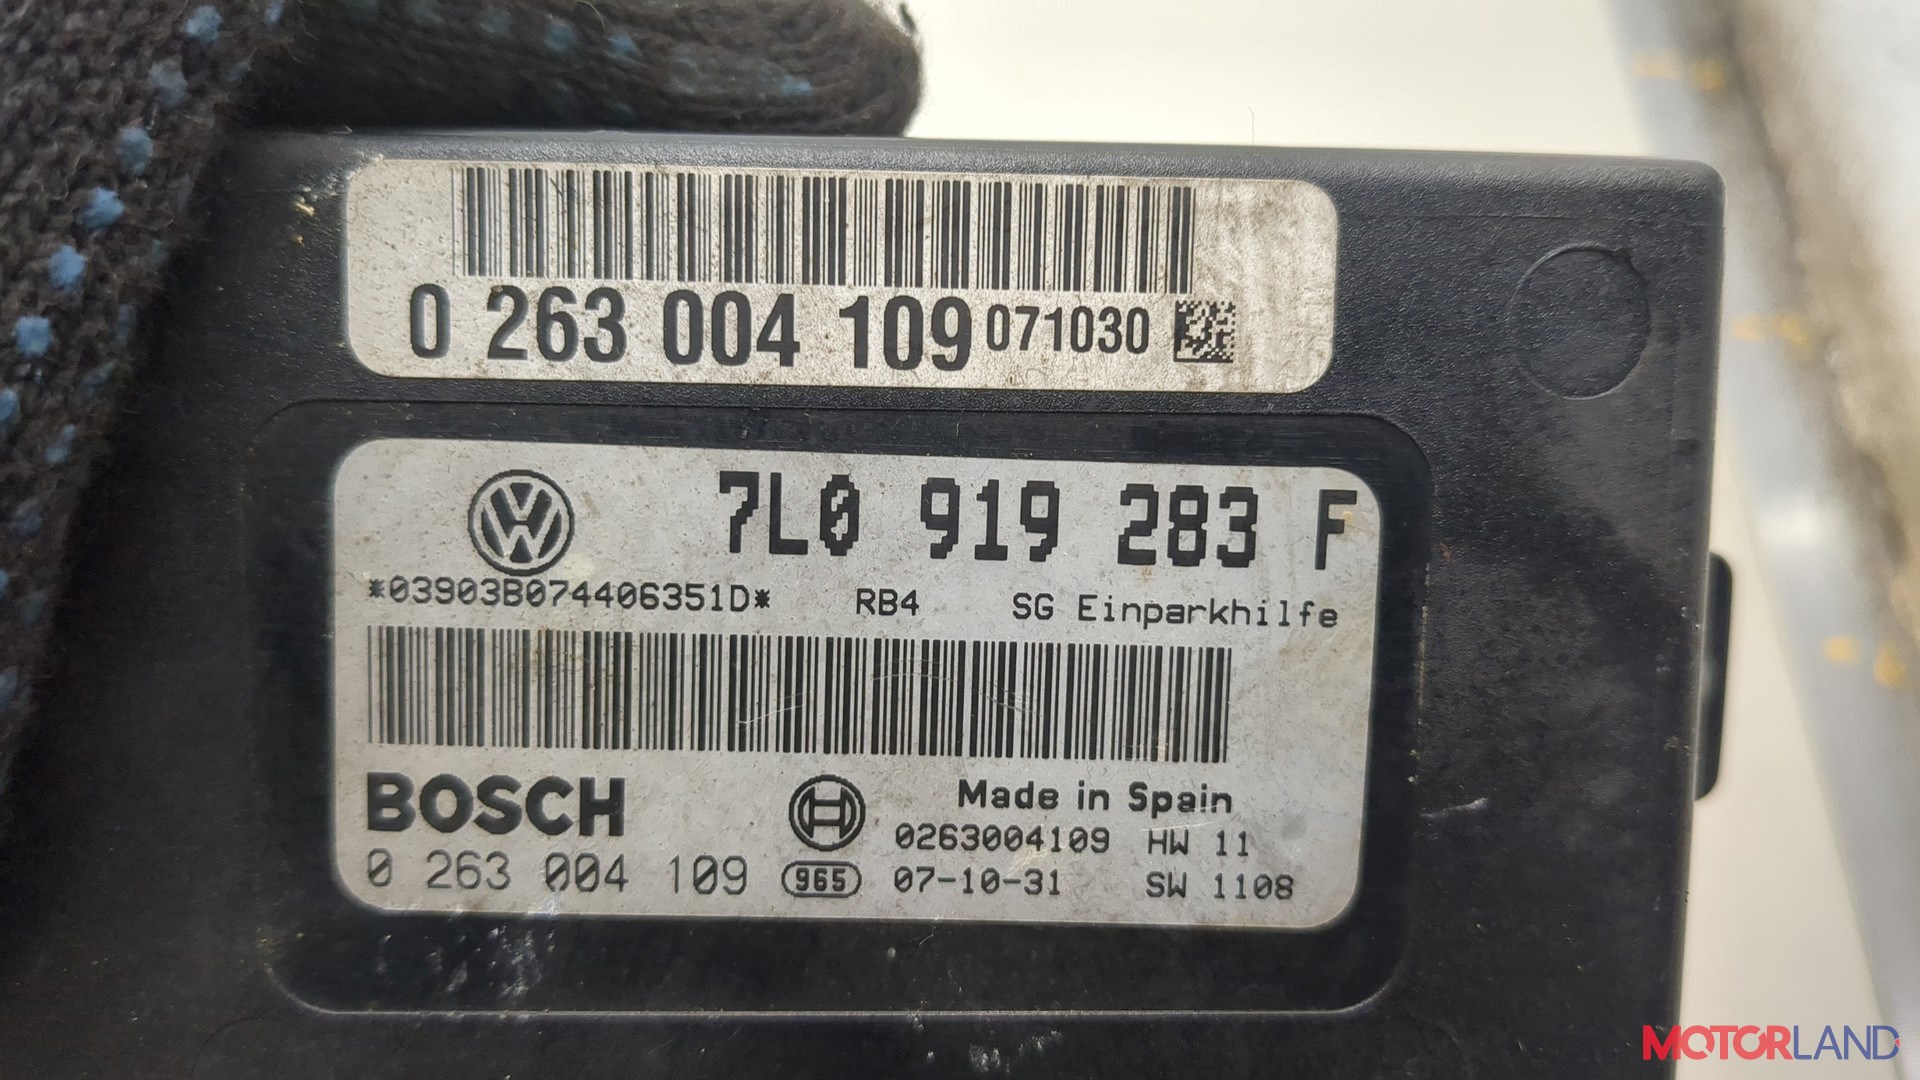 0 263 004 109 071030
VW 7L0 919 283 F
*03903B074406351D* RB4 SG Einparkhilfe
BOSCH Made in Spain
0263004109 HW 11
0 263 004 109 965 07-10-31 SW 1108
MOTORLAND